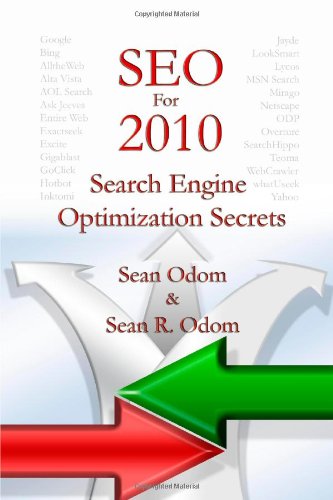 Copyrighted Material
Google
Bing
AlltheWeb
Alta Vista
AOL Search
Ask Jeeves
Entire Web
Exactseek
Excite
Gigablast
GoClick
Hotbot
Inktomi
SEO
For
2010
Jayde
LookSmart
Lycos
MSN Search
Mirago
Netscape
ODP
Overture
SearchHippo
Teoma
WebCrawler
whatUseek
Yahoo
Search Engine
Optimization Secrets
Sean Odom
&
Sean R. Odom
Copyrighted Material